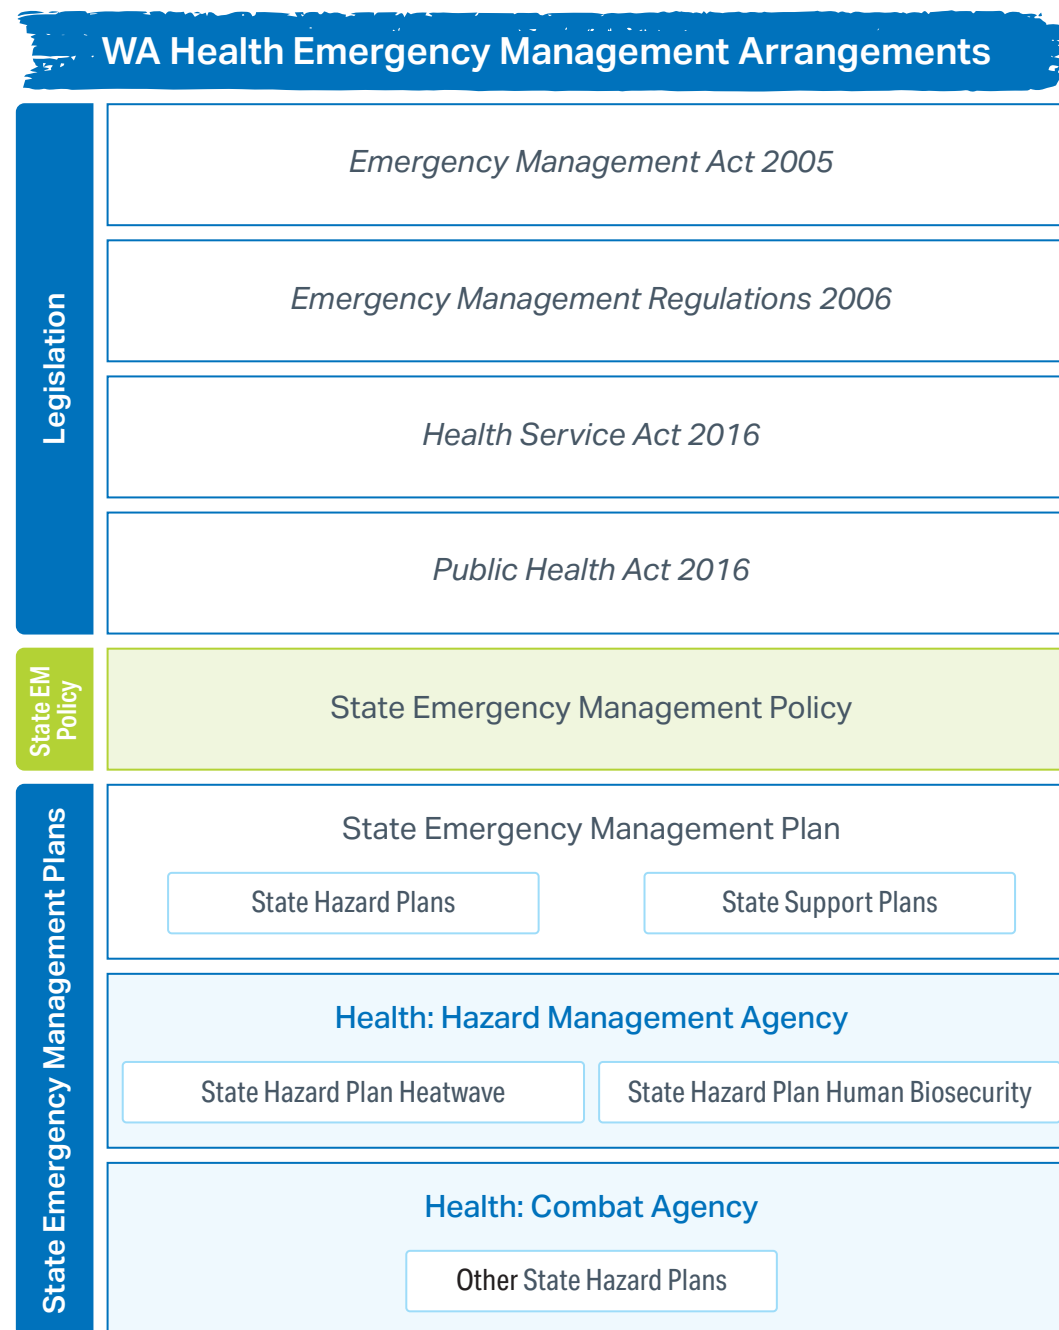 WA Health Emergency Management Arrangements
Legislation
Emergency Management Act 2005
Emergency Management Regulations 2006
Health Service Act 2016
Public Health Act 2016
State EM
Policy
State Emergency Management Policy
State Emergency Management Plans
State Emergency Management Plan
State Hazard Plans
State Support Plans
Health: Hazard Management Agency
State Hazard Plan Heatwave
State Hazard Plan Human Biosecurity
Health: Combat Agency
Other State Hazard Plans